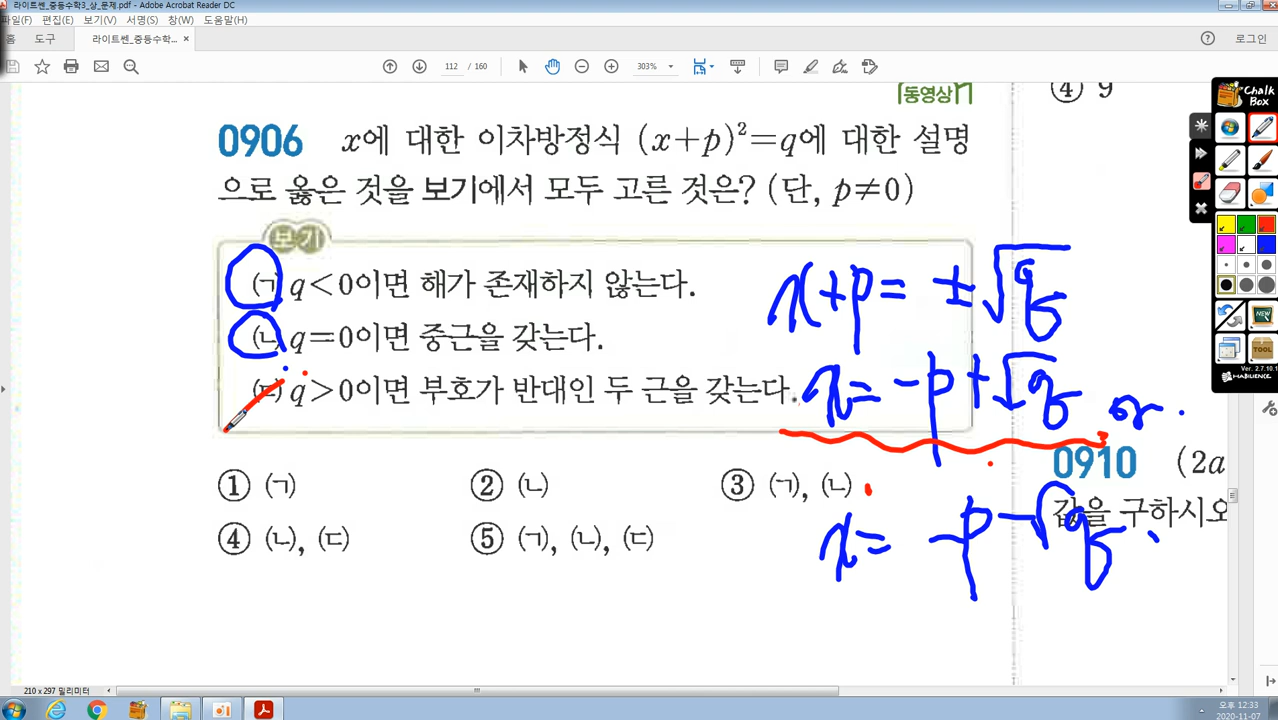 라이트쎈_중등수학3_상_문제.pdf - Adobe Acrobat Reader DC
파일(F) 편집(E) 보기(V) 서명(S) 창(W) 도움말(H)
홈 도구 라이트쎈_중등수학... × ? 로그인
112 / 160 303%
동영상
④ 9
Chalk Box
0906 x에 대한 이차방정식 (x+p)²=q에 대한 설명
으로 옳은 것을 보기에서 모두 고른 것은? (단, p≠0)
보기
(ㄱ) q<0이면 해가 존재하지 않는다.
(ㄴ) q=0이면 중근을 갖는다.
(ㄷ) q>0이면 부호가 반대인 두 근을 갖는다.
x+p= ±√q
x= -p+√q or
x= -p-√q
① (ㄱ) ② (ㄴ) ③ (ㄱ), (ㄴ)
④ (ㄴ), (ㄷ) ⑤ (ㄱ), (ㄴ), (ㄷ)
0910 (2a
값을 구하시오
NEW
TOOL
Ver. 2.7.10.1
210 x 297 밀리미터
오후 12:33
2020-11-07